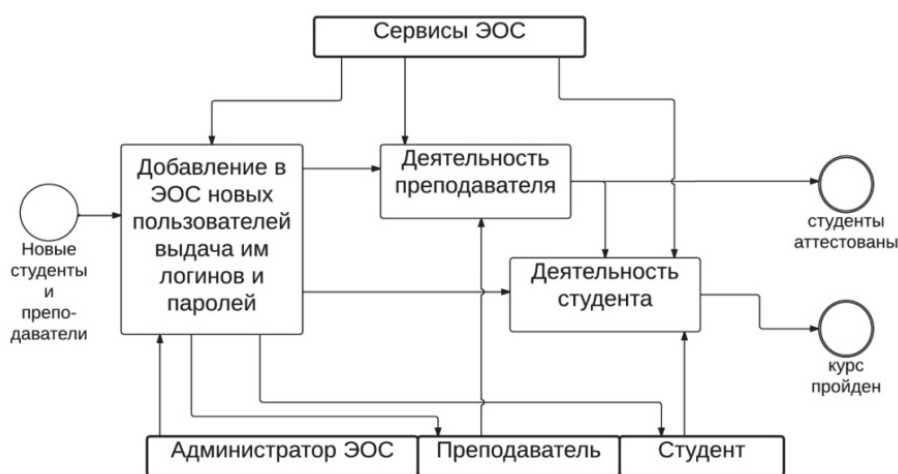 Сервисы ЭОС
Добавление в
ЭОС новых
пользователей
выдача им
логинов и
паролей
Деятельность
преподавателя
Новые
студенты
и
препо-
даватели
студенты
аттестованы
Деятельность
студента
курс
пройден
Администратор ЭОС
Преподаватель
Студент